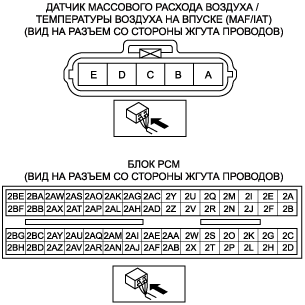 ДАТЧИК МАССОВОГО РАСХОДА ВОЗДУХА /
ТЕМПЕРАТУРЫ ВОЗДУХА НА ВПУСКЕ (MAF/IAT)
(ВИД НА РАЗЪЕМ СО СТОРОНЫ ЖГУТА ПРОВОДОВ)
E D C B A
БЛОК PCM
(ВИД НА РАЗЪЕМ СО СТОРОНЫ ЖГУТА ПРОВОДОВ)
2BE 2BA 2AW 2AS 2AO 2AK 2AG 2AC 2Y 2U 2Q 2M 2I 2E 2A
2BF 2BB 2AX 2AT 2AP 2AL 2AH 2AD 2Z 2V 2R 2N 2J 2F 2B
2BG 2BC 2AY 2AU 2AQ 2AM 2AI 2AE 2AA 2W 2S 2O 2K 2G 2C
2BH 2BD 2AZ 2AV 2AR 2AN 2AJ 2AF 2AB 2X 2T 2P 2L 2H 2D